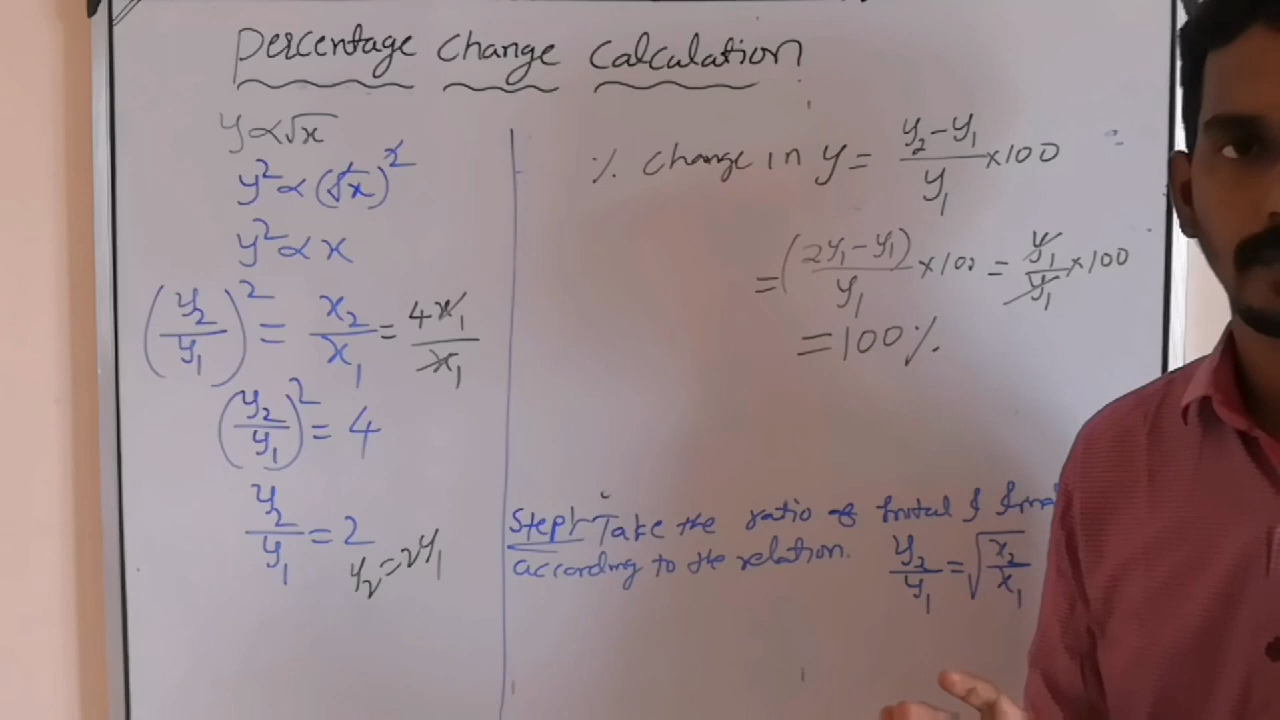 Percentage Change Calculation
y ∝ √x
y² ∝ (√x)²
y² ∝ x
(y₂/y₁)² = x₂/x₁ = 4x₁/x₁
(y₂/y₁)² = 4
y₂/y₁ = 2
y₂ = 2y₁
% change in y = (y₂ - y₁)/y₁ × 100
= (2y₁ - y₁)/y₁ × 100 = y₁/y₁ × 100
= 100%
Step 1: Take the ratio of Initial &
according to the relation. y₂/y₁ = √(x₂/x₁)